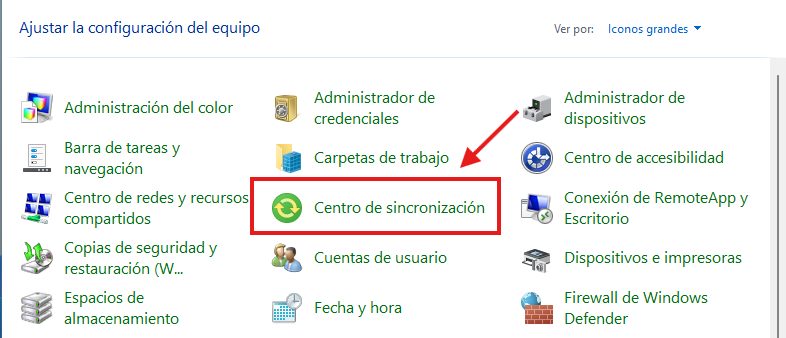 Ajustar la configuración del equipo
Ver por: Iconos grandes
Administración del color
Administrador de
credenciales
Administrador de
dispositivos
Barra de tareas y
navegación
Carpetas de trabajo
Centro de accesibilidad
Centro de redes y recursos
compartidos
Centro de sincronización
Conexión de RemoteApp y
Escritorio
Copias de seguridad y
restauración (W...
Cuentas de usuario
Dispositivos e impresoras
Espacios de
almacenamiento
Fecha y hora
Firewall de Windows
Defender